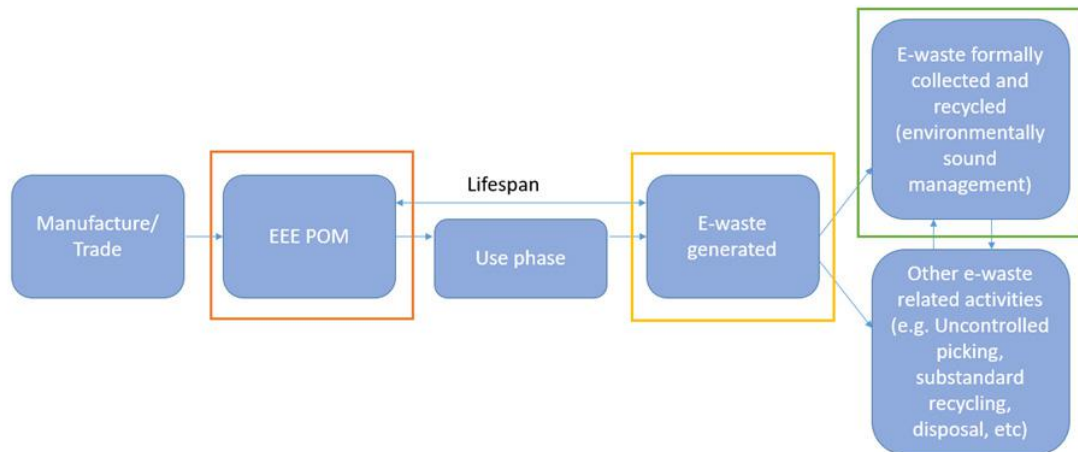 Manufacture/
Trade
EEE POM
Lifespan
Use phase
E-waste
generated
E-waste formally
collected and
recycled
(environmentally
sound
management)
Other e-waste
related activities
(e.g. Uncontrolled
picking,
substandard
recycling,
disposal, etc)